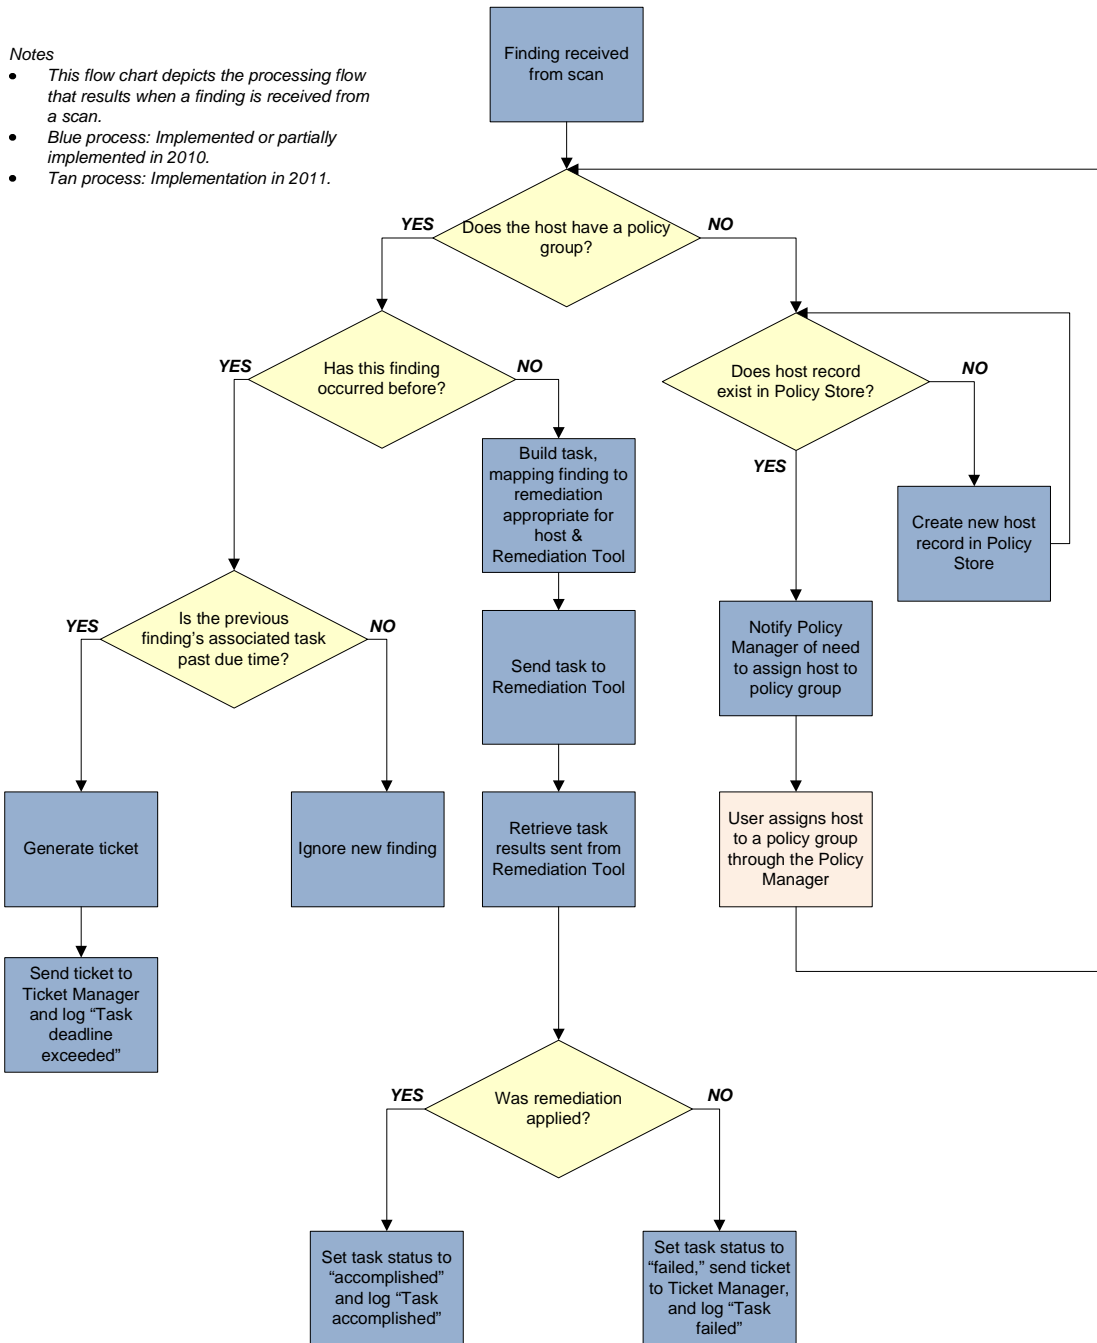 Notes
• This flow chart depicts the processing flow
that results when a finding is received from
a scan.
• Blue process: Implemented or partially
implemented in 2010.
• Tan process: Implementation in 2011.
Finding received
from scan
Does the host have a policy
group?
YES
NO
Has this finding
occurred before?
YES
NO
Does host record
exist in Policy Store?
NO
YES
Build task,
mapping finding to
remediation
appropriate for
host &
Remediation Tool
Create new host
record in Policy
Store
Is the previous
finding’s associated task
past due time?
YES
NO
Send task to
Remediation Tool
Notify Policy
Manager of need
to assign host to
policy group
Generate ticket
Ignore new finding
Retrieve task
results sent from
Remediation Tool
User assigns host
to a policy group
through the Policy
Manager
Send ticket to
Ticket Manager
and log “Task
deadline
exceeded”
Was remediation
applied?
YES
NO
Set task status to
“accomplished”
and log “Task
accomplished”
Set task status to
“failed,” send ticket
to Ticket Manager,
and log “Task
failed”